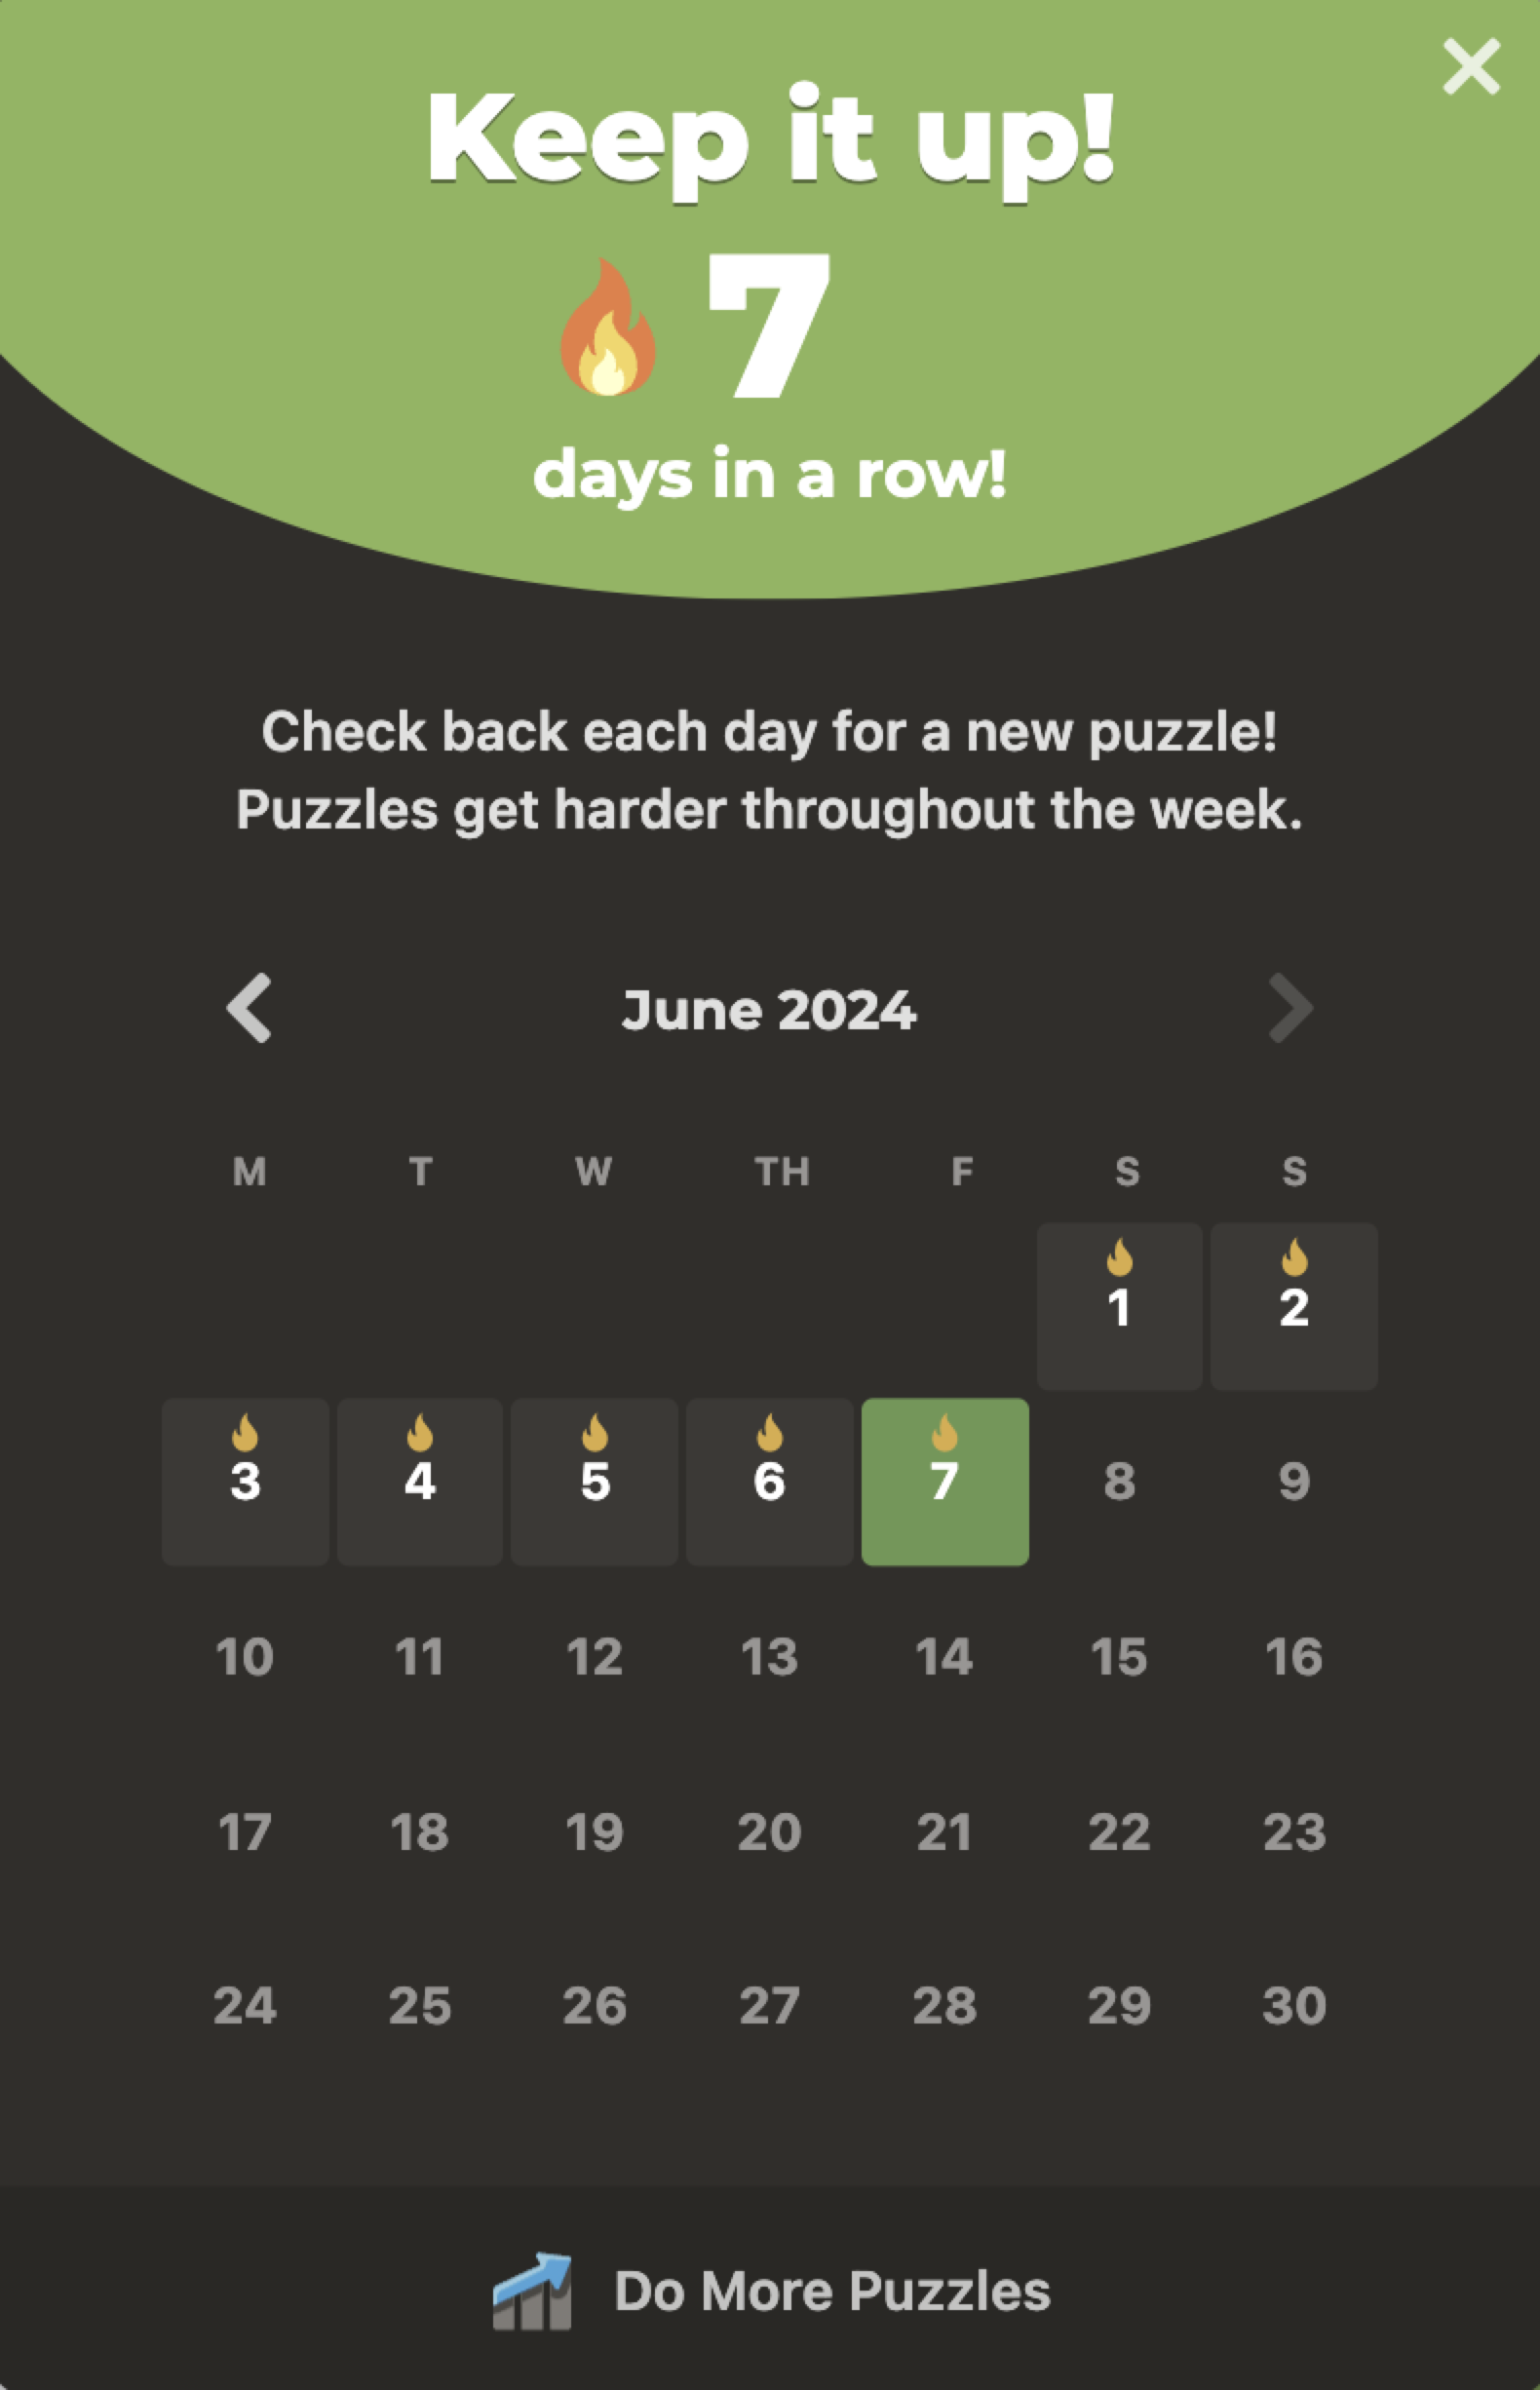 Keep it up!
7
days in a row!
Check back each day for a new puzzle!
Puzzles get harder throughout the week.
June 2024
M T W TH F S S
1 2
3 4 5 6 7 8 9
10 11 12 13 14 15 16
17 18 19 20 21 22 23
24 25 26 27 28 29 30
Do More Puzzles